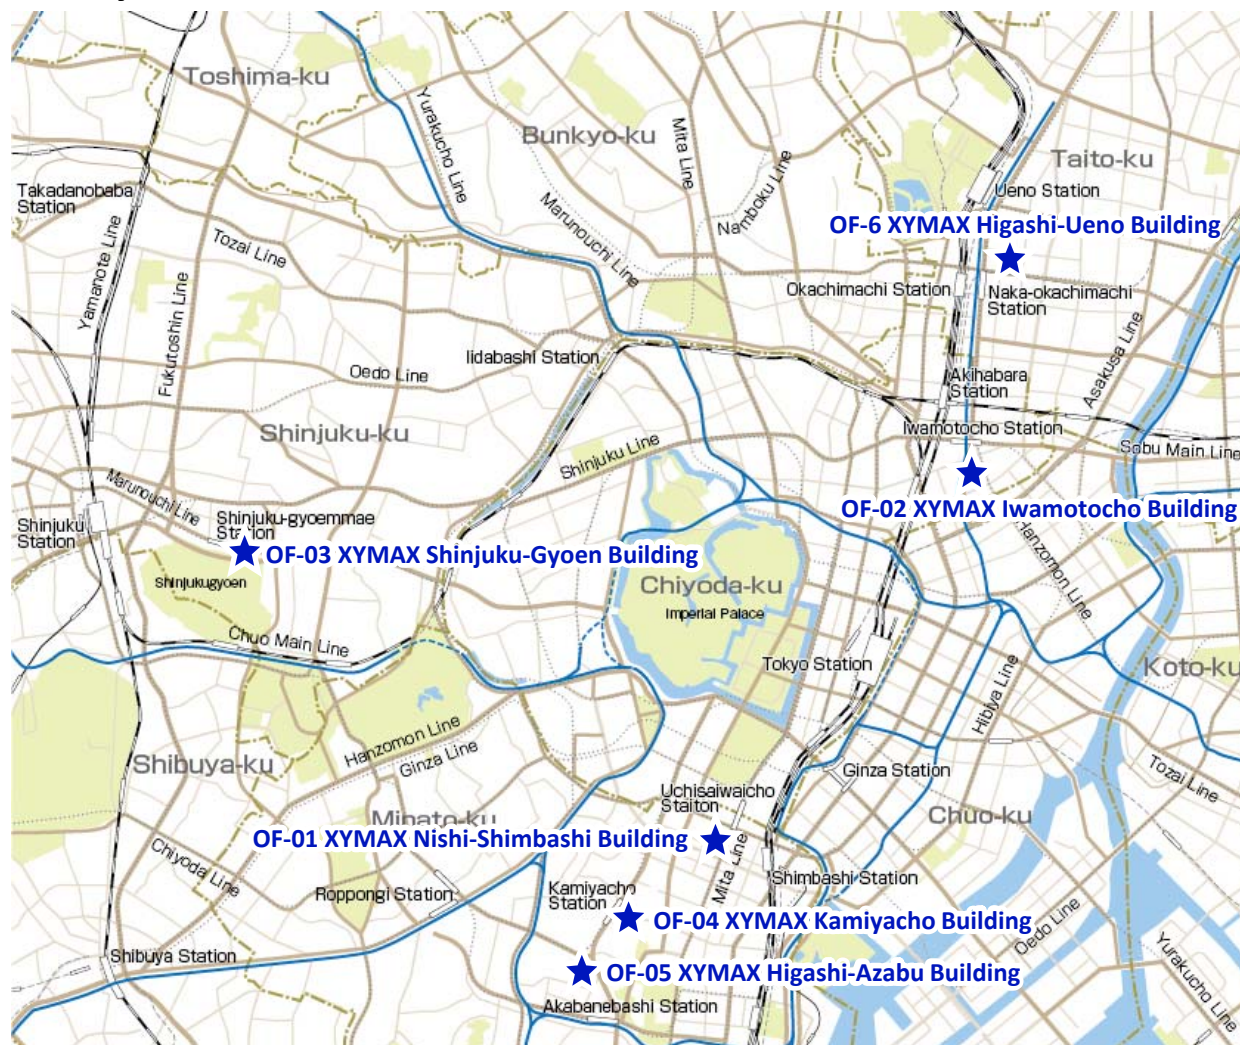 Toshima-ku
Yurakucho Line
Bunkyo-ku
Mita Line
Namboku Line
Taito-ku
Takadanobaba
Station
Ueno Station
Marunouchi Line
OF-6 XYMAX Higashi-Ueno Building
Tozai Line
Yamanote Line
Okachimachi Station
Naka-okachimachi
Station
Fukutoshin Line
Iidabashi Station
Asakusa Line
Oedo Line
Akihabara
Station
Shinjuku-ku
Iwamotocho Station
Shinjuku Line
Sobu Main Line
Marunouchi Line
OF-02 XYMAX Iwamotocho Building
Shinjuku
Station
Shinjuku-gyoemmae
Station
OF-03 XYMAX Shinjuku-Gyoen Building
Hanzomon Line
Shinjukugyoen
Chiyoda-ku
Imperial Palace
Chuo Main Line
Tokyo Station
Koto-ku
Hibiya Line
Hanzomon Line
Ginza Line
Shibuya-ku
Ginza Station
Tozai Line
Uchisaiwaicho
Staiton
Minato-ku
Chuo-ku
OF-01 XYMAX Nishi-Shimbashi Building
Mita Line
Chiyoda Line
Shimbashi Station
Roppongi Station
Kamiyacho
Station
OF-04 XYMAX Kamiyacho Building
Oedo Line
Shibuya Station
Yurakucho Line
OF-05 XYMAX Higashi-Azabu Building
Akabanebashi Station